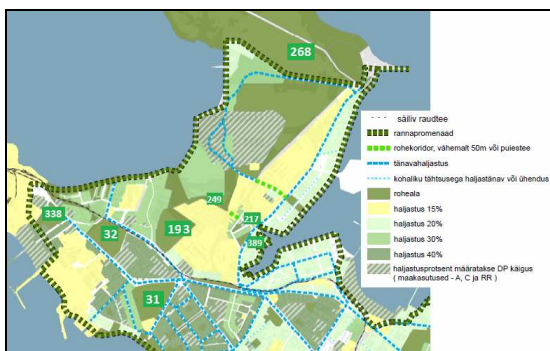 268
säiliv raudtee
rannapromenaad
rohekoridor, vähemalt 50m või puiestee
tänavahaljastus
kohaliku tähtsusega haljastänav või ühendus
roheala
haljastus 15%
haljastus 20%
haljastus 30%
haljastus 40%
haljastusprotsent määratakse DP käigus
( maakasutused - A, C ja RR )
249
217
338
32
193
389
31